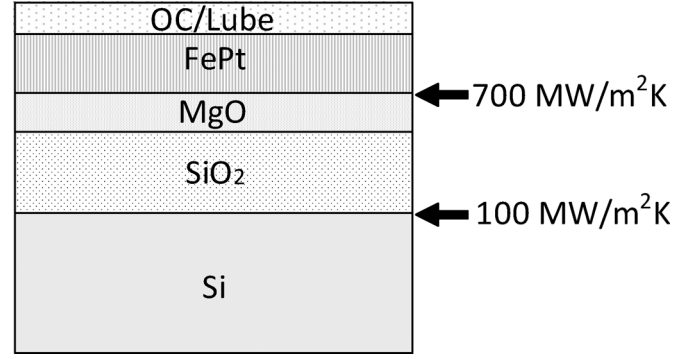 OC/Lube
FePt
700 MW/m²K
MgO
SiO₂
100 MW/m²K
Si